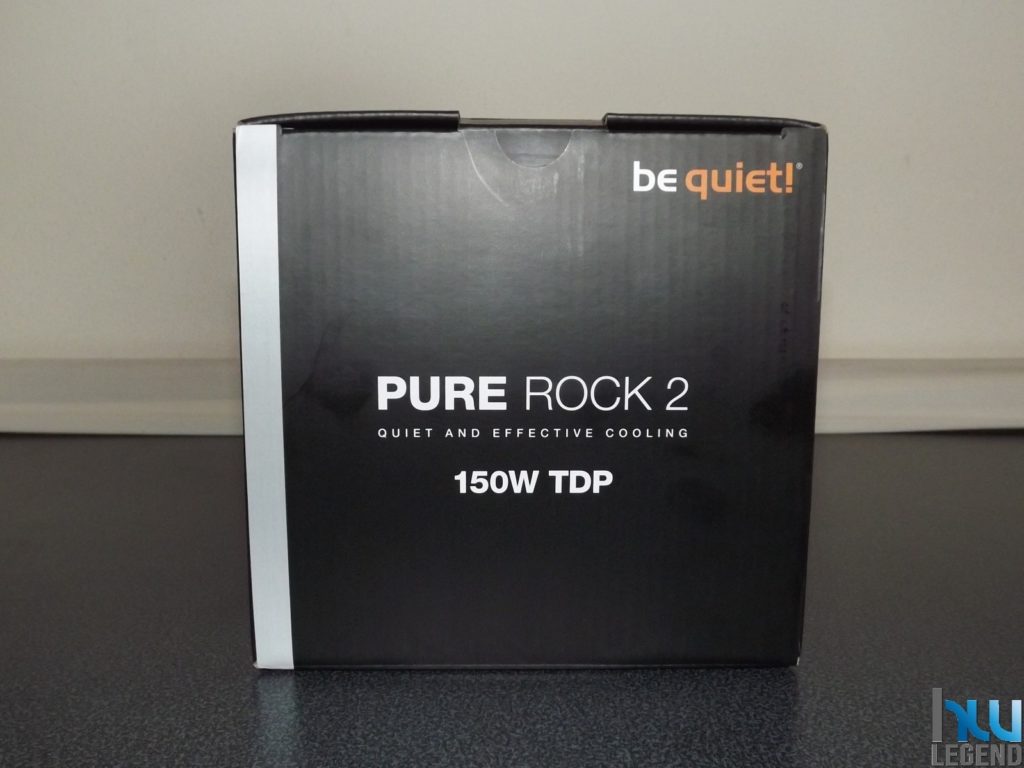 be quiet!®
PURE ROCK 2
QUIET AND EFFECTIVE COOLING
150W TDP
hw
LEGEND